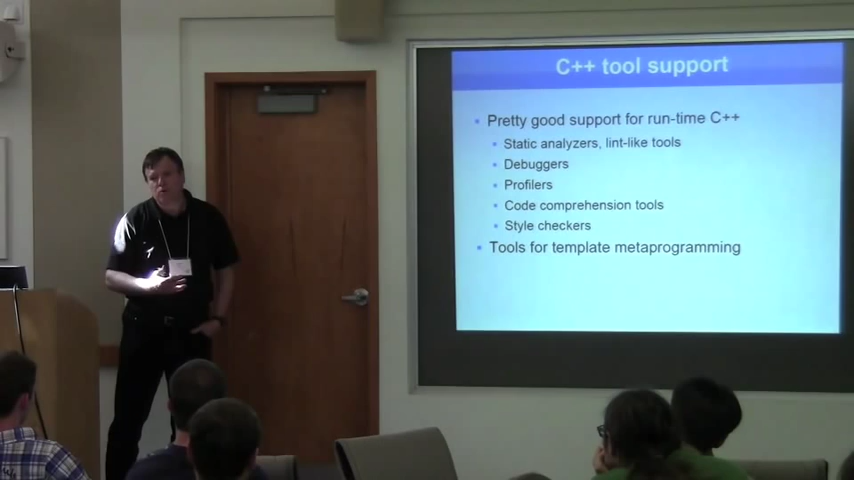 C++ tool support
Pretty good support for run-time C++
Static analyzers, lint-like tools
Debuggers
Profilers
Code comprehension tools
Style checkers
Tools for template metaprogramming